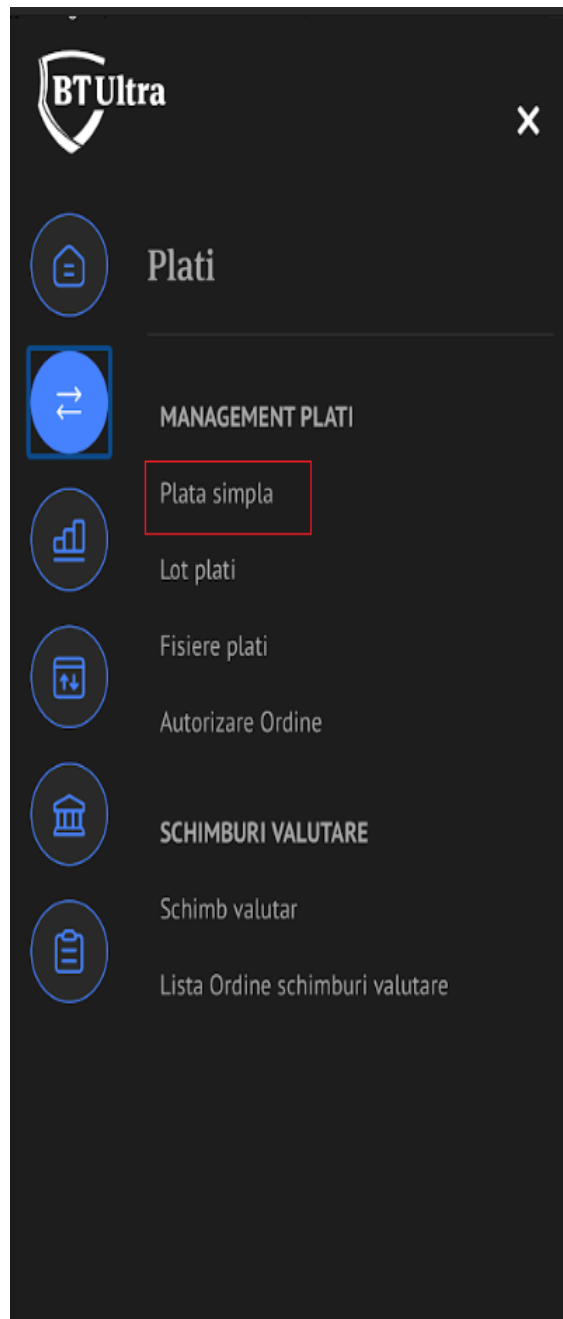 BT Ultra
X
Plati
MANAGEMENT PLATI
Plata simpla
Lot plati
Fisiere plati
Autorizare Ordine
SCHIMBURI VALUTARE
Schimb valutar
Lista Ordine schimburi valutare